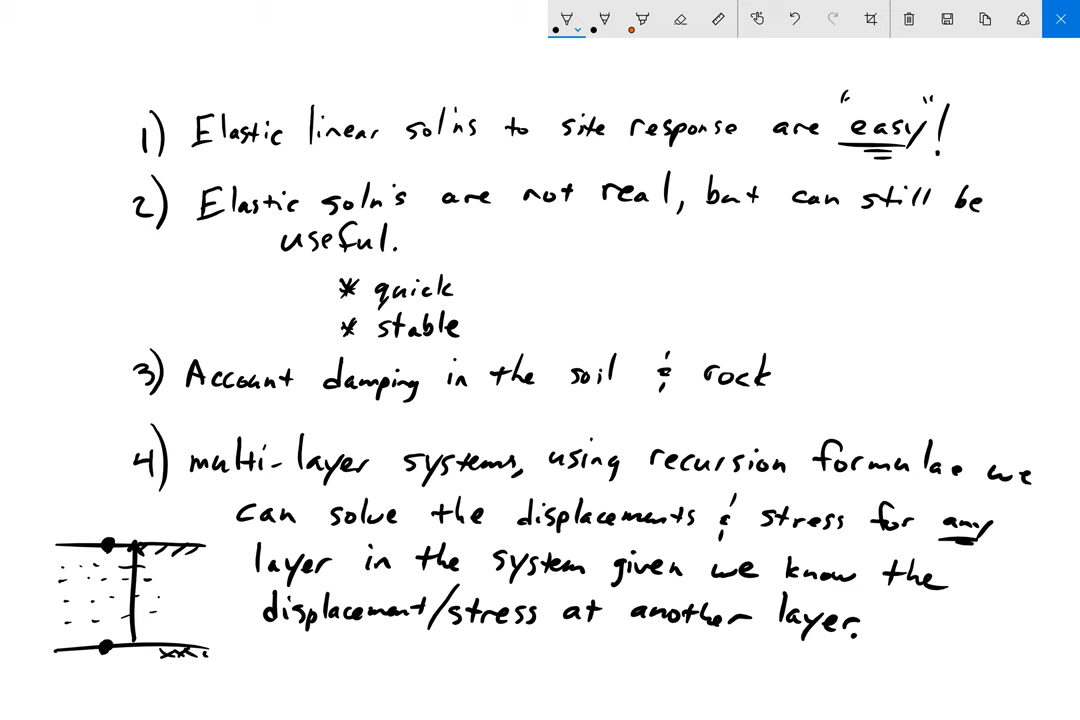 1) Elastic linear sol'ns to site response are "easy"!
2) Elastic soln's are not real, but can still be
useful.
* quick
* stable
3) Account damping in the soil & rock
4) multi-layer systems, using recursion formulae we
can solve the displacements & stress for any
layer in the system given we know the
displacement/stress at another layer.